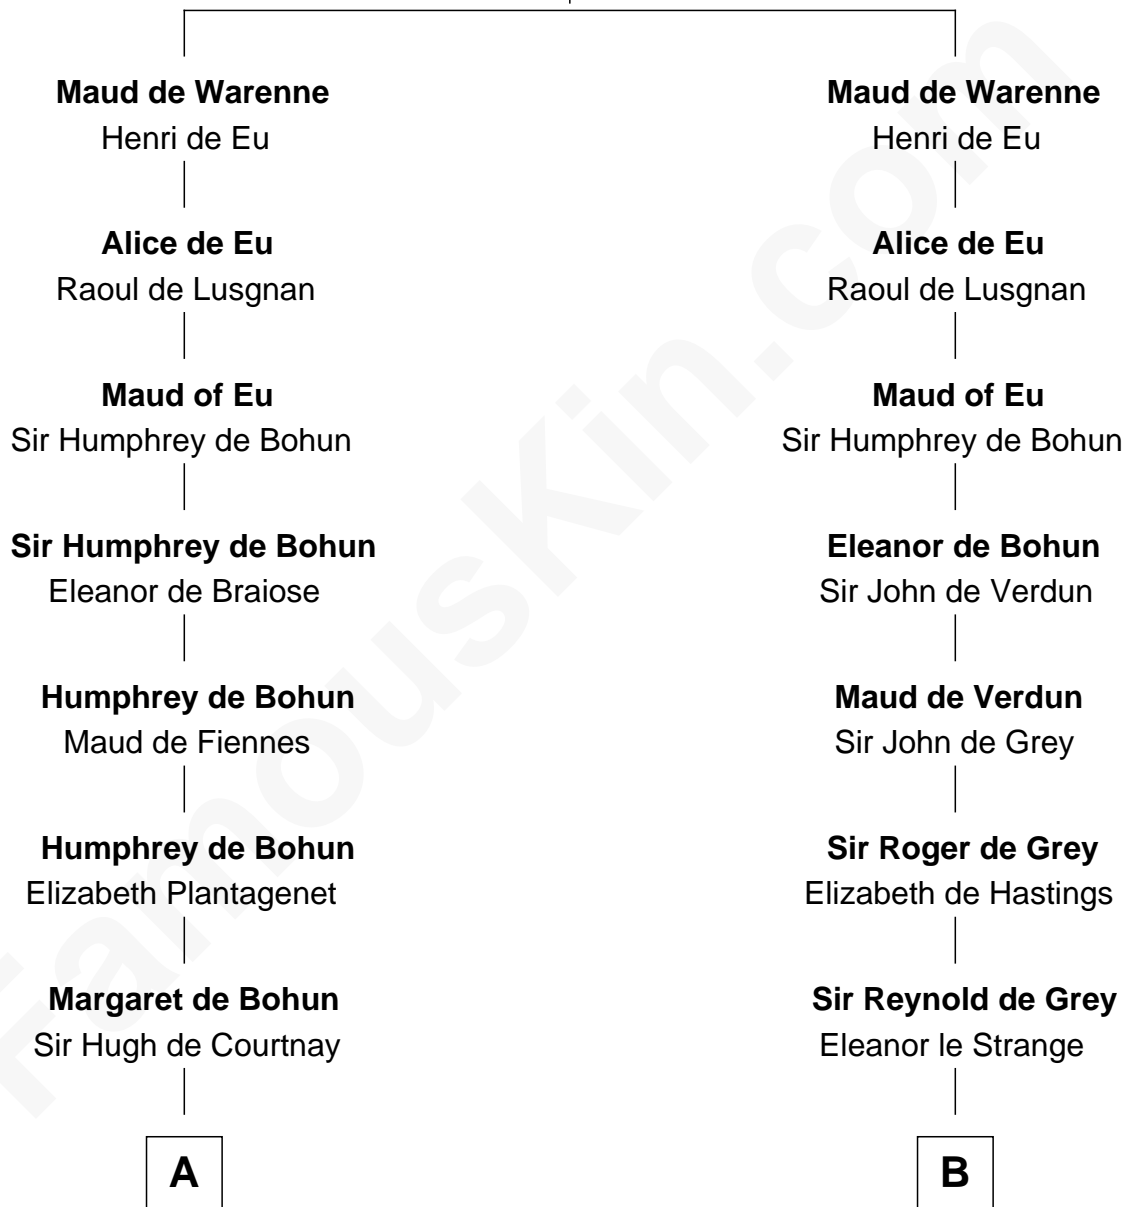 Maud de Warenne
Henri de Eu
Alice de Eu
Raoul de Lusgnan
Maud of Eu
Sir Humphrey de Bohun
Sir Humphrey de Bohun
Eleanor de Braiose
Humphrey de Bohun
Maud de Fiennes
Humphrey de Bohun
Elizabeth Plantagenet
Margaret de Bohun
Sir Hugh de Courtnay
A
Maud de Warenne
Henri de Eu
Alice de Eu
Raoul de Lusgnan
Maud of Eu
Sir Humphrey de Bohun
Eleanor de Bohun
Sir John de Verdun
Maud de Verdun
Sir John de Grey
Sir Roger de Grey
Elizabeth de Hastings
Sir Reynold de Grey
Eleanor le Strange
B
FamousKin.com